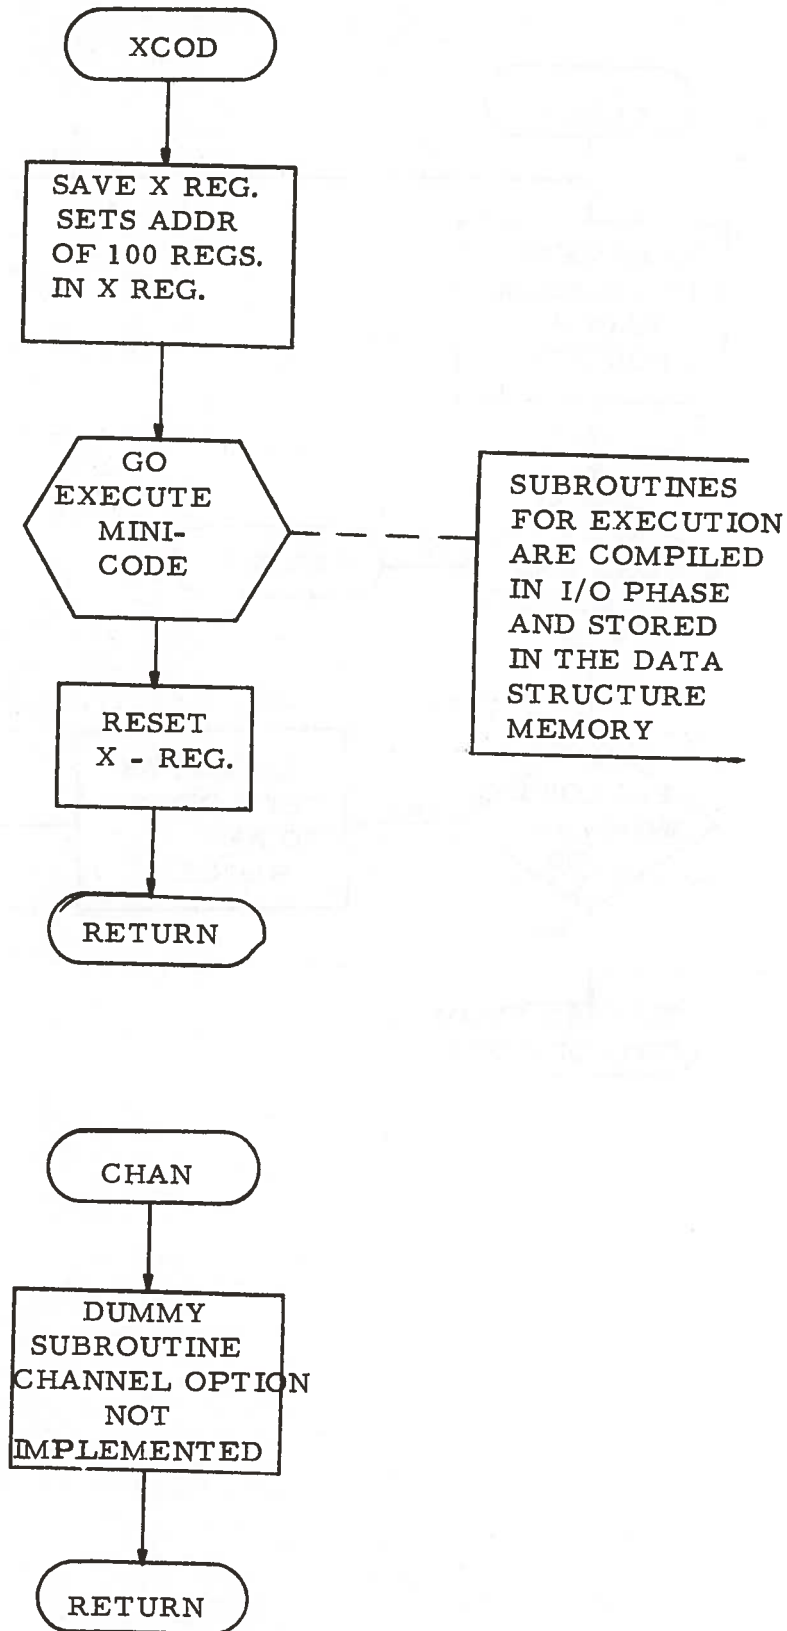 XCOD
SAVE X REG.
SETS ADDR
OF 100 REGS.
IN X REG.
GO
EXECUTE
MINI-
CODE
SUBROUTINES
FOR EXECUTION
ARE COMPILED
IN I/O PHASE
AND STORED
IN THE DATA
STRUCTURE
MEMORY
RESET
X - REG.
RETURN
CHAN
DUMMY
SUBROUTINE
CHANNEL OPTION
NOT
IMPLEMENTED
RETURN